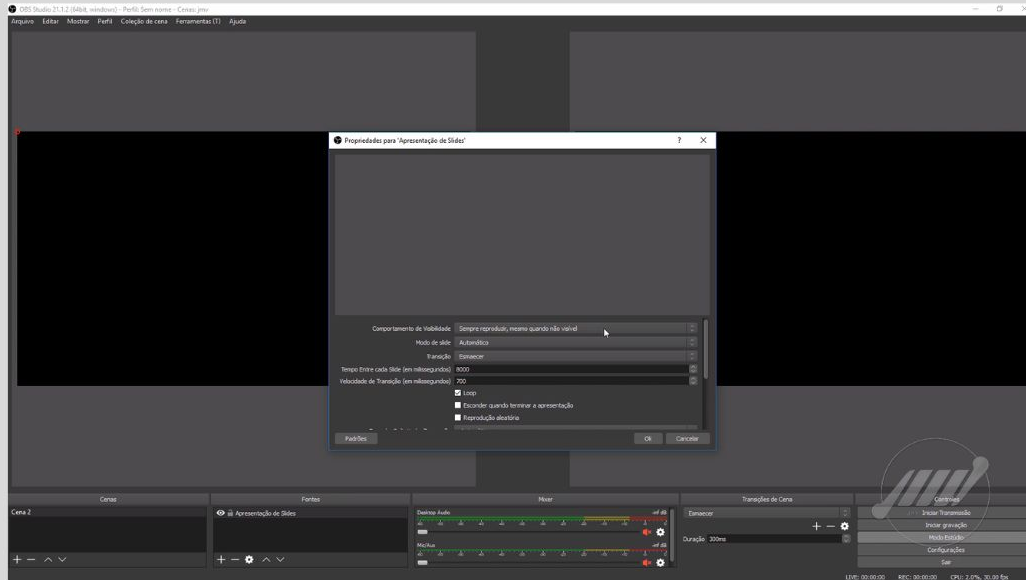 OBS Studio 21.1.2 (64bit, windows) - Perfil: Sem nome - Cenas: jmv
Arquivo Editar Mostrar Perfil Coleção de cena Ferramentas (T) Ajuda
Propriedades para 'Apresentação de Slides'
Comportamento de Visibilidade Sempre reproduzir, mesmo quando não visível
Modo de slide Automático
Transição Esmaecer
Tempo Entre cada Slide (em milissegundos) 8000
Velocidade de Transição (em milissegundos) 700
Loop
Esconder quando terminar a apresentação
Reprodução aleatória
Padrões Ok Cancelar
Cenas Fontes Mixer Transições de Cena Controles
Cena 2
Apresentação de Slides
Desktop Audio -inf dB
Mic/Aux -inf dB
Esmaecer
Duração 300ms
Iniciar Transmissão
Iniciar gravação
Modo Estúdio
Configurações
Sair
LIVE: 00:00:00 REC: 00:00:00 CPU: 2.0%, 30.00 fps